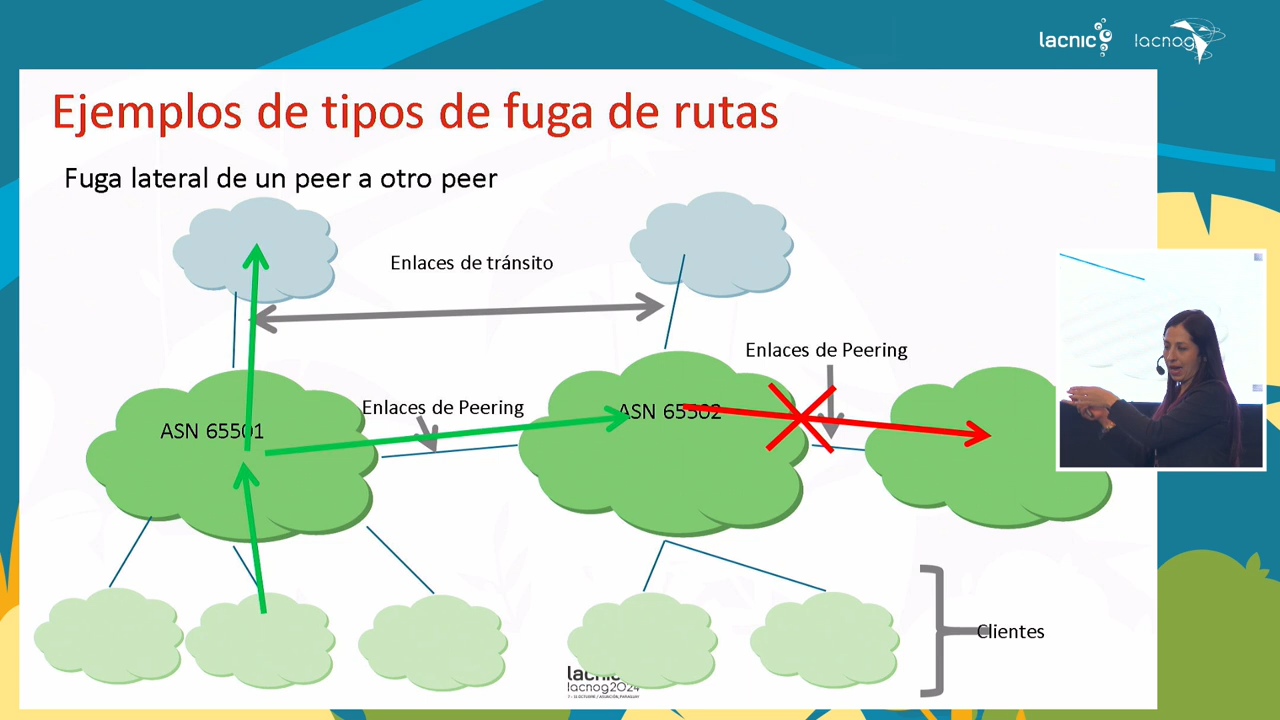 lacnic
lacnog
Ejemplos de tipos de fuga de rutas
Fuga lateral de un peer a otro peer
Enlaces de tránsito
Enlaces de Peering
Enlaces de Peering
ASN 65501
ASN 65502
Clientes
lacnic
lacnog2024